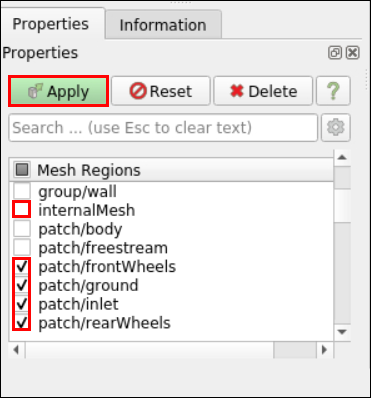 Properties
Information
Properties
Apply
Reset
Delete
?
Search ... (use Esc to clear text)
Mesh Regions
group/wall
internalMesh
patch/body
patch/freestream
patch/frontWheels
patch/ground
patch/inlet
patch/rearWheels